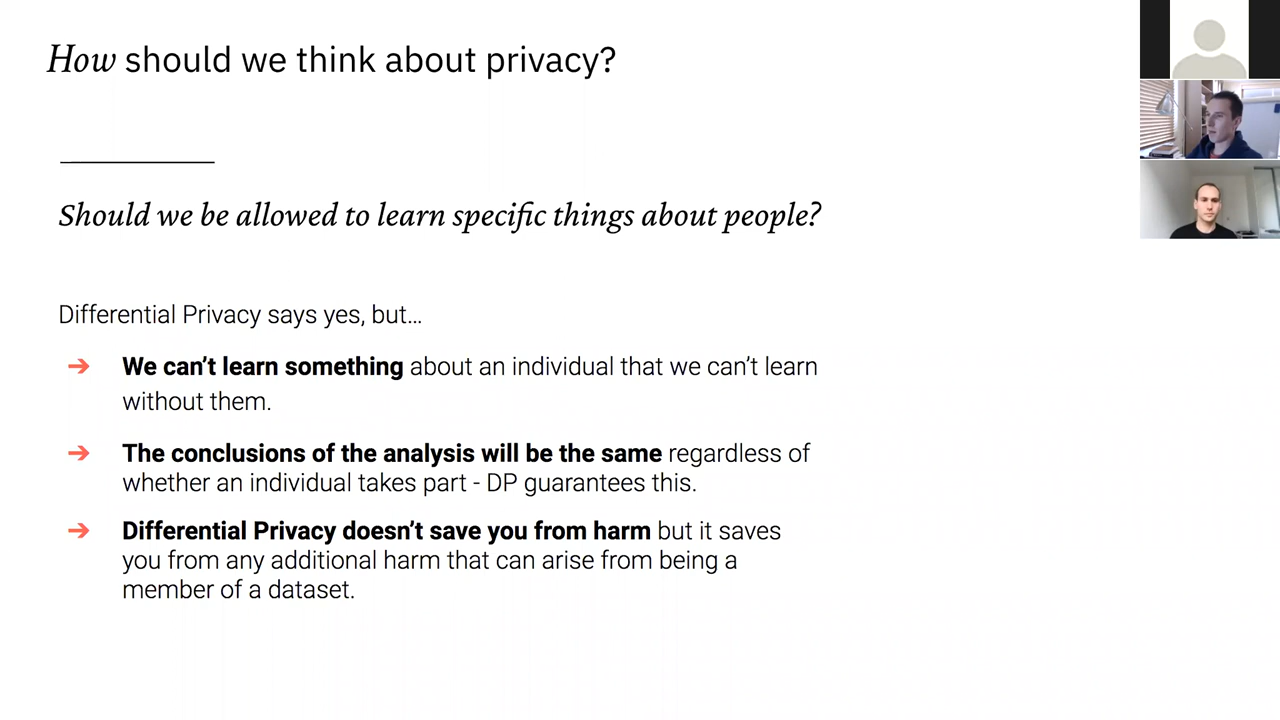 How should we think about privacy?
Should we be allowed to learn specific things about people?
Differential Privacy says yes, but...
➔ We can't learn something about an individual that we can't learn
without them.
➔ The conclusions of the analysis will be the same regardless of
whether an individual takes part - DP guarantees this.
➔ Differential Privacy doesn't save you from harm but it saves
you from any additional harm that can arise from being a
member of a dataset.